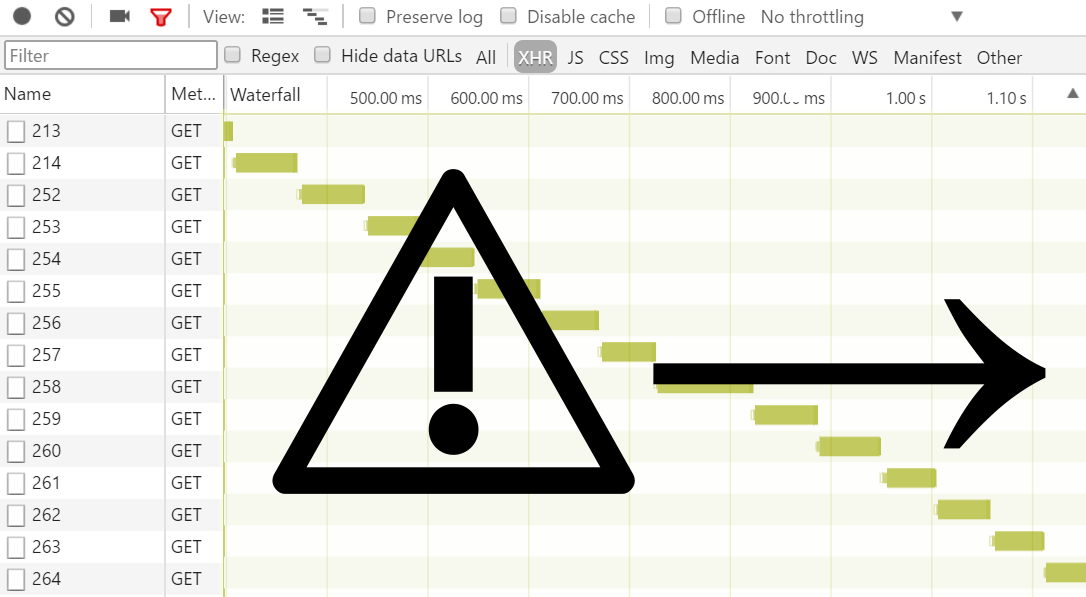 View: Preserve log Disable cache Offline No throttling
Filter Regex Hide data URLs All XHR JS CSS Img Media Font Doc WS Manifest Other
Name Met... Waterfall 500.00 ms 600.00 ms 700.00 ms 800.00 ms 900.00 ms 1.00 s 1.10 s
213 GET
214 GET
252 GET
253 GET
254 GET
255 GET
256 GET
257 GET
258 GET
259 GET
260 GET
261 GET
262 GET
263 GET
264 GET